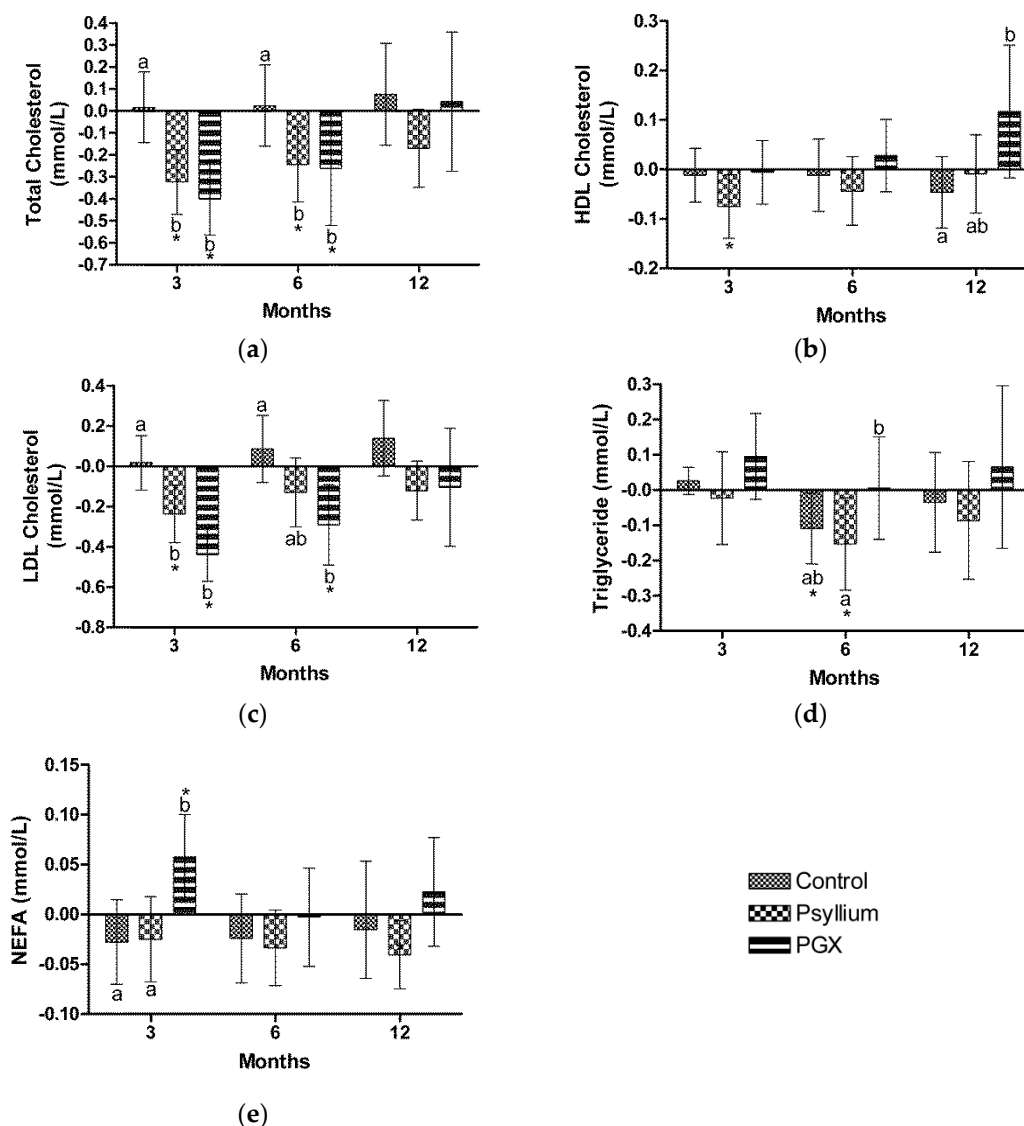 Total Cholesterol
(mmol/L)
0.4
0.3
0.2
0.1
0.0
-0.1
-0.2
-0.3
-0.4
-0.5
-0.6
-0.7
a
a
b
*
b
*
b
*
b
*
3
6
12
Months
(a)
HDL Cholesterol
(mmol/L)
0.3
0.2
0.1
-0.0
-0.1
0.2
b
*
a
ab
3
6
12
Months
(b)
LDL Cholesterol
(mmol/L)
0.4
0.2
-0.0
-0.2
-0.4
-0.6
-0.8
a
a
b
*
b
*
ab
b
*
3
6
12
Months
(c)
Triglyceride (mmol/L)
0.3
0.2
0.1
-0.0
-0.1
-0.2
-0.3
-0.4
b
ab
*
a
*
3
6
12
Months
(d)
NEFA (mmol/L)
0.15
0.10
0.05
0.00
-0.05
-0.10
*
b
a
a
3
6
12
Months
(e)
Control
Psyllium
PGX